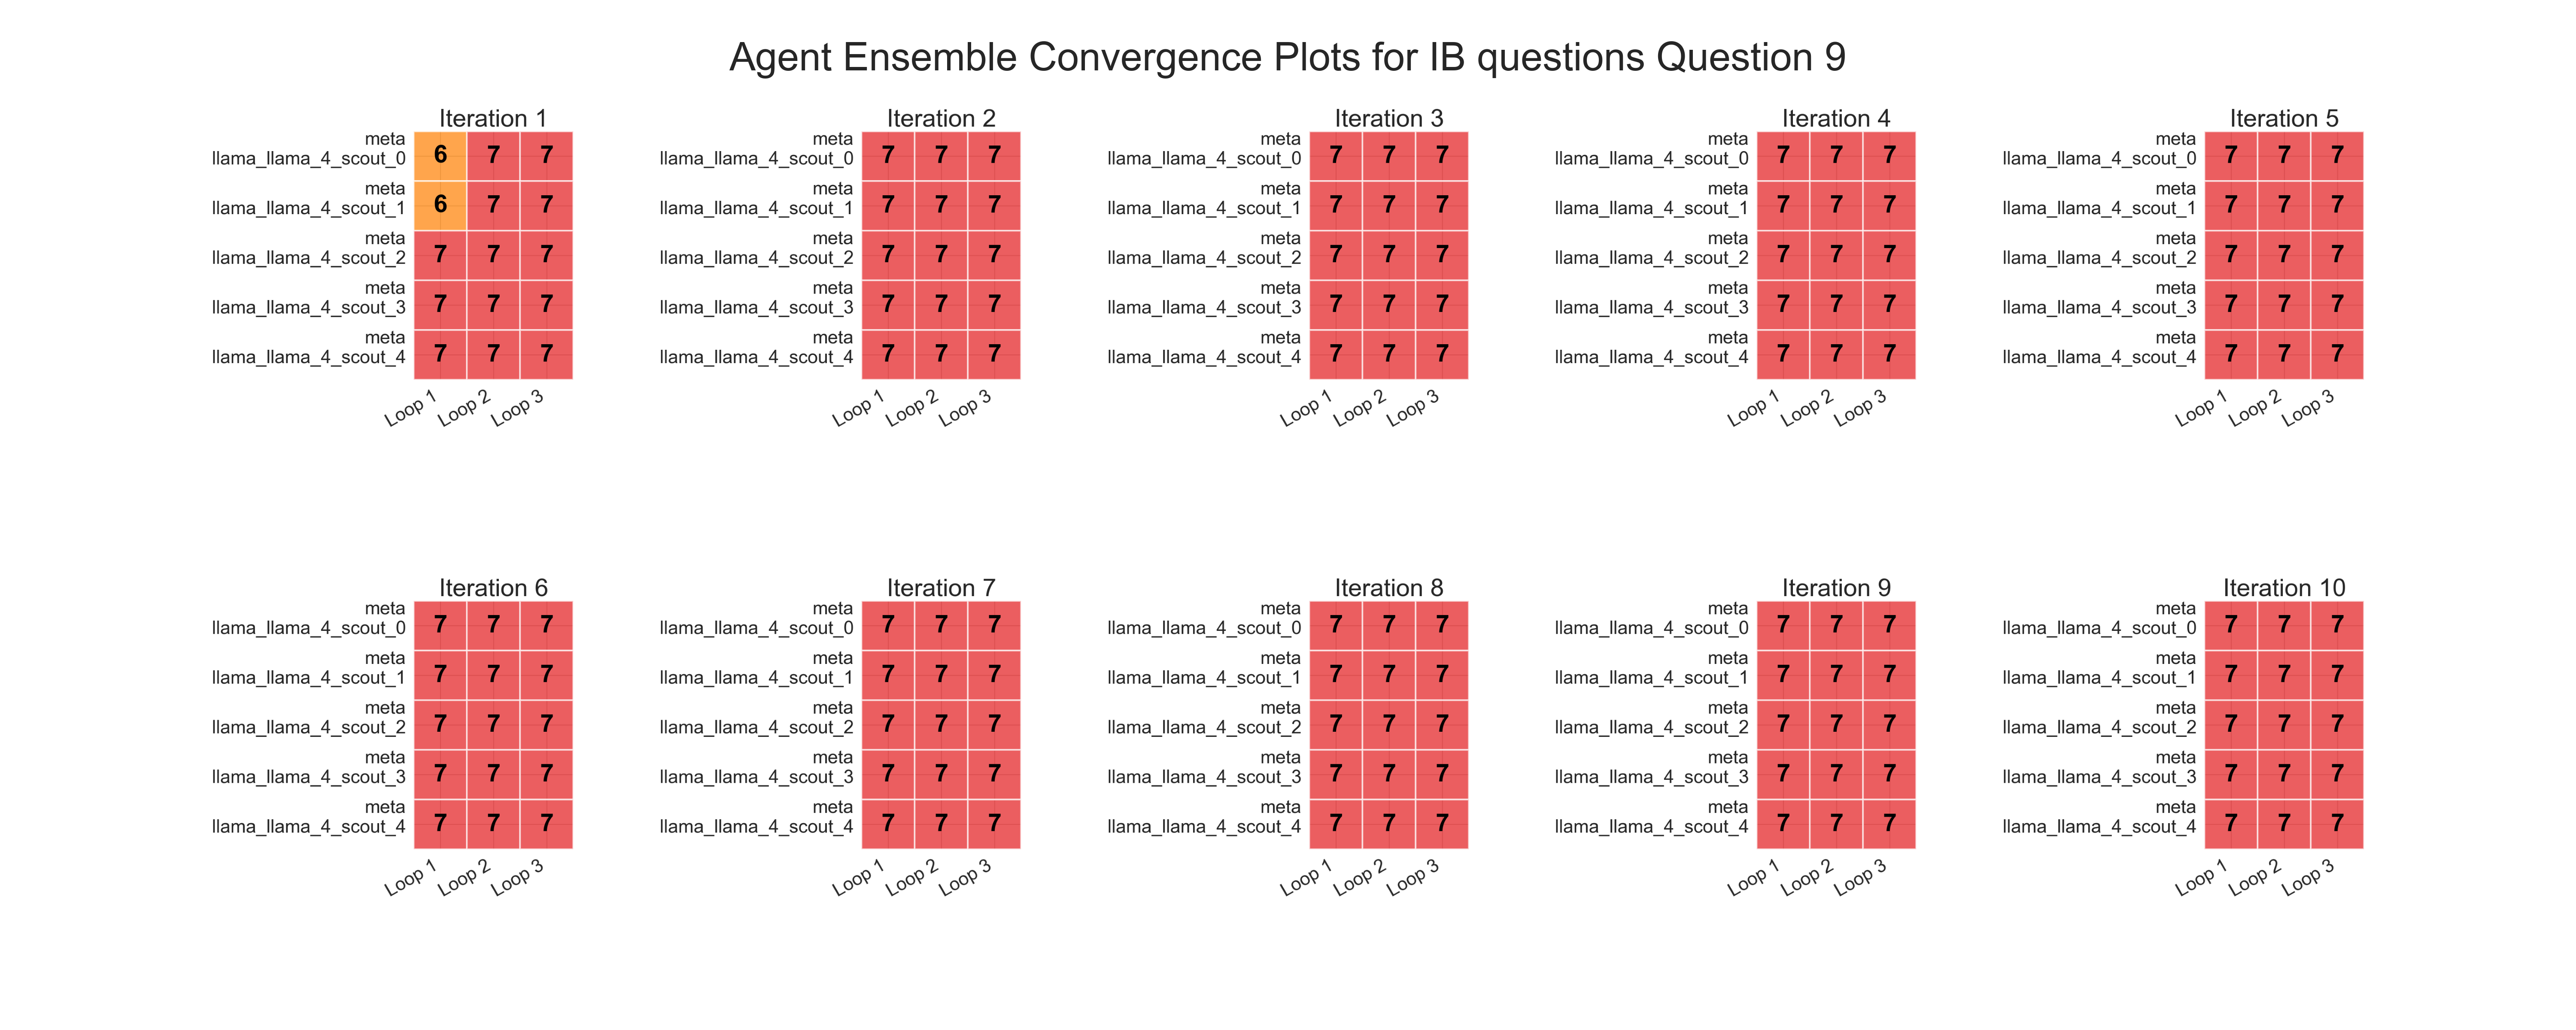 Agent Ensemble Convergence Plots for IB questions Question 9
Iteration 1
meta
llama_llama_4_scout_0
6 7 7
meta
llama_llama_4_scout_1
6 7 7
meta
llama_llama_4_scout_2
7 7 7
meta
llama_llama_4_scout_3
7 7 7
meta
llama_llama_4_scout_4
7 7 7
Loop 1
Loop 2
Loop 3
Iteration 2
meta
llama_llama_4_scout_0
7 7 7
meta
llama_llama_4_scout_1
7 7 7
meta
llama_llama_4_scout_2
7 7 7
meta
llama_llama_4_scout_3
7 7 7
meta
llama_llama_4_scout_4
7 7 7
Loop 1
Loop 2
Loop 3
Iteration 3
meta
llama_llama_4_scout_0
7 7 7
meta
llama_llama_4_scout_1
7 7 7
meta
llama_llama_4_scout_2
7 7 7
meta
llama_llama_4_scout_3
7 7 7
meta
llama_llama_4_scout_4
7 7 7
Loop 1
Loop 2
Loop 3
Iteration 4
meta
llama_llama_4_scout_0
7 7 7
meta
llama_llama_4_scout_1
7 7 7
meta
llama_llama_4_scout_2
7 7 7
meta
llama_llama_4_scout_3
7 7 7
meta
llama_llama_4_scout_4
7 7 7
Loop 1
Loop 2
Loop 3
Iteration 5
meta
llama_llama_4_scout_0
7 7 7
meta
llama_llama_4_scout_1
7 7 7
meta
llama_llama_4_scout_2
7 7 7
meta
llama_llama_4_scout_3
7 7 7
meta
llama_llama_4_scout_4
7 7 7
Loop 1
Loop 2
Loop 3
Iteration 6
meta
llama_llama_4_scout_0
7 7 7
meta
llama_llama_4_scout_1
7 7 7
meta
llama_llama_4_scout_2
7 7 7
meta
llama_llama_4_scout_3
7 7 7
meta
llama_llama_4_scout_4
7 7 7
Loop 1
Loop 2
Loop 3
Iteration 7
meta
llama_llama_4_scout_0
7 7 7
meta
llama_llama_4_scout_1
7 7 7
meta
llama_llama_4_scout_2
7 7 7
meta
llama_llama_4_scout_3
7 7 7
meta
llama_llama_4_scout_4
7 7 7
Loop 1
Loop 2
Loop 3
Iteration 8
meta
llama_llama_4_scout_0
7 7 7
meta
llama_llama_4_scout_1
7 7 7
meta
llama_llama_4_scout_2
7 7 7
meta
llama_llama_4_scout_3
7 7 7
meta
llama_llama_4_scout_4
7 7 7
Loop 1
Loop 2
Loop 3
Iteration 9
meta
llama_llama_4_scout_0
7 7 7
meta
llama_llama_4_scout_1
7 7 7
meta
llama_llama_4_scout_2
7 7 7
meta
llama_llama_4_scout_3
7 7 7
meta
llama_llama_4_scout_4
7 7 7
Loop 1
Loop 2
Loop 3
Iteration 10
meta
llama_llama_4_scout_0
7 7 7
meta
llama_llama_4_scout_1
7 7 7
meta
llama_llama_4_scout_2
7 7 7
meta
llama_llama_4_scout_3
7 7 7
meta
llama_llama_4_scout_4
7 7 7
Loop 1
Loop 2
Loop 3